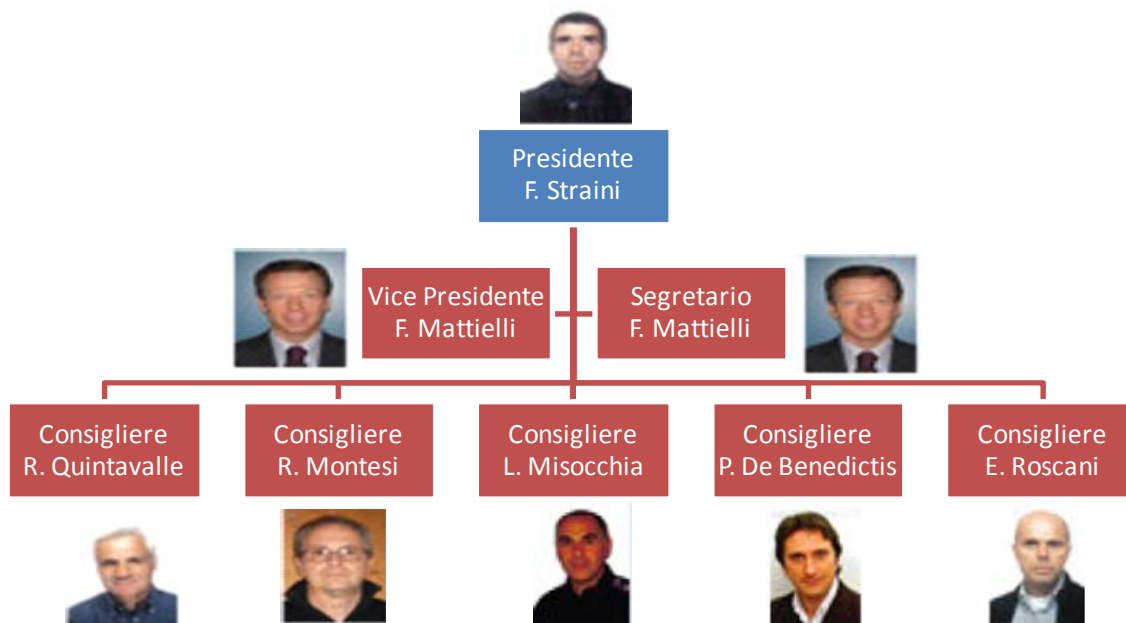 Presidente
F. Straini
Vice Presidente
F. Mattielli
Segretario
F. Mattielli
Consigliere
R. Quintavalle
Consigliere
R. Montesi
Consigliere
L. Misocchia
Consigliere
P. De Benedictis
Consigliere
E. Roscani